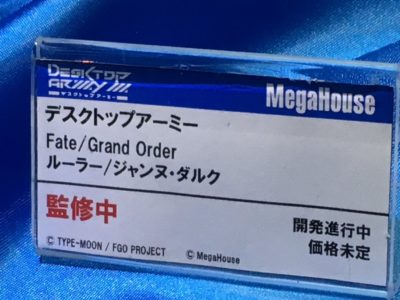 DESKTOP ARMY
デスクトップアーミー
MegaHouse
デスクトップアーミー
Fate/Grand Order
ルーラー/ジャンヌ・ダルク
監修中
開発進行中
価格未定
© TYPE-MOON / FGO PROJECT © MegaHouse